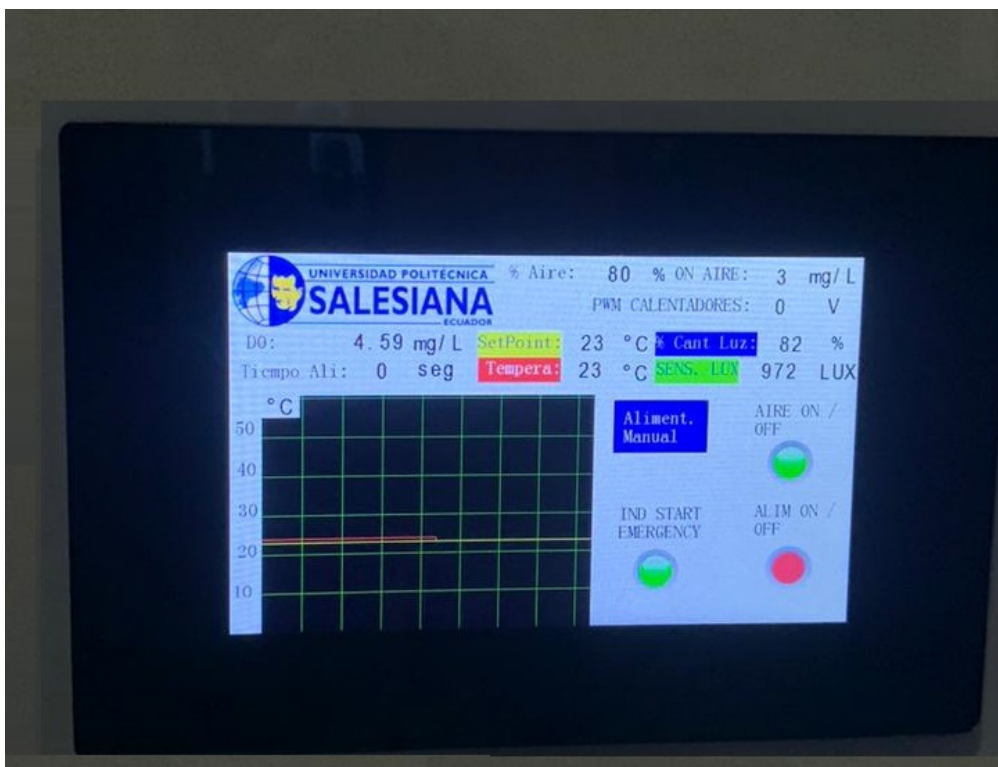 UNIVERSIDAD POLITÉCNICA
SALESIANA
ECUADOR
% Aire: 80 % ON AIRE: 3 mg/L
PWM CALENTADORES: 0 V
DO: 4.59 mg/L SetPoint: 23 °C % Cant Luz: 82 %
Tiempo Ali: 0 seg Tempera: 23 °C SENS. LUX 972 LUX
°C
50
40
30
20
10
Aliment.
Manual
AIRE ON /
OFF
IND START
EMERGENCY
ALIM ON /
OFF